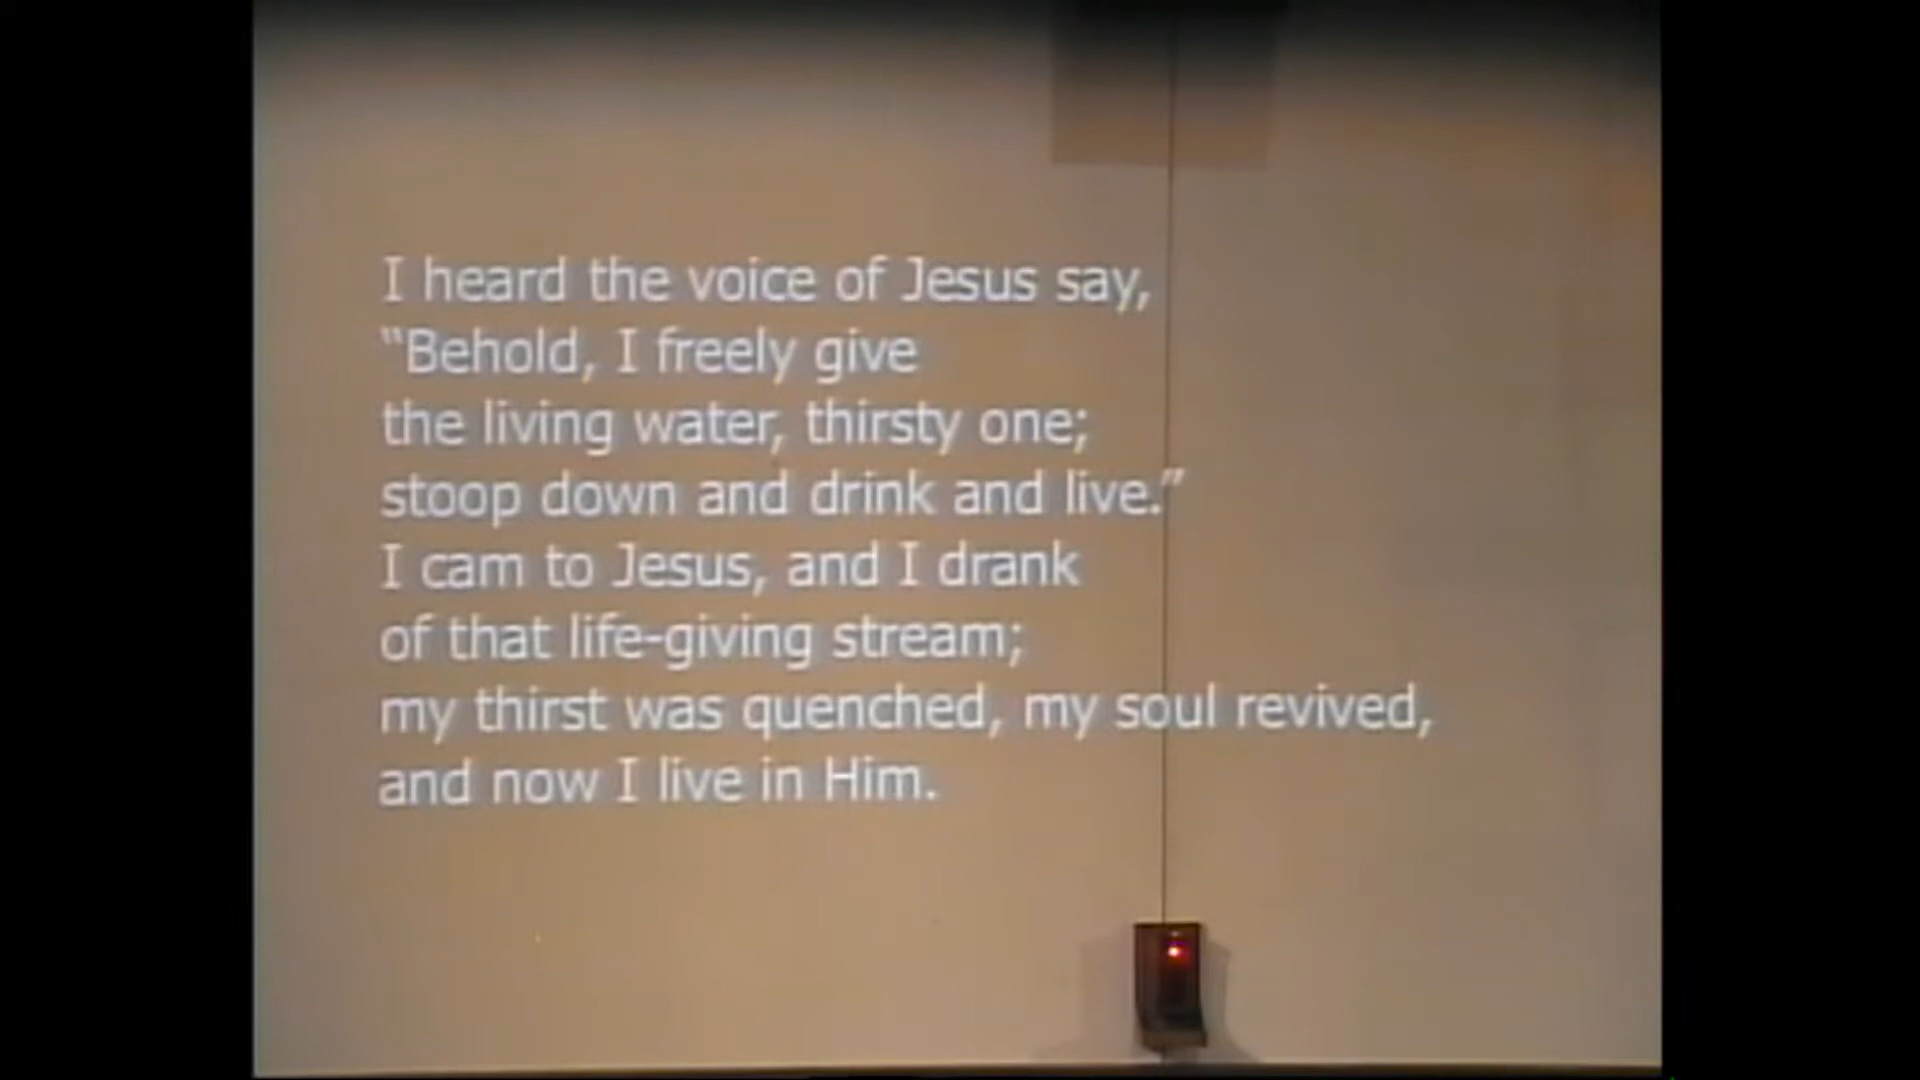 I heard the voice of Jesus say,
“Behold, I freely give
the living water, thirsty one;
stoop down and drink and live.”
I cam to Jesus, and I drank
of that life-giving stream;
my thirst was quenched, my soul revived,
and now I live in Him.